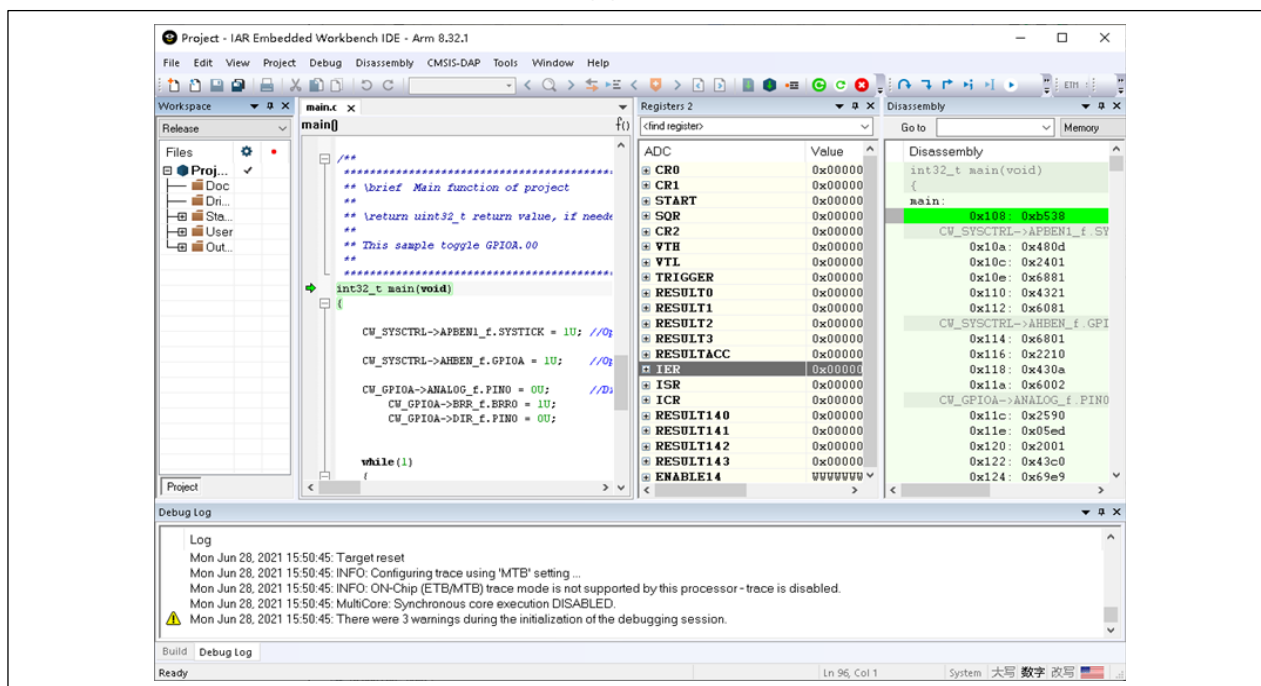 Project - IAR Embedded Workbench IDE - Arm 8.32.1
File Edit View Project Debug Disassembly CMSIS-DAP Tools Window Help
Workspace
Release
Files
Proj...
Doc
Dri...
Sta...
User
Out...
Project
main.c
main()
f()
/**
*******************************************
** \brief Main function of project
**
** \return uint32_t return value, if neede
**
** This sample toggle GPIOA.00
**
*******************************************
int32_t main(void)
{
CW_SYSCTRL->APBEN1_f.SYSTICK = 1U; //Op
CW_SYSCTRL->AHBEN_f.GPIOA = 1U; //Op
CW_GPIOA->ANALOG_f.PIN0 = 0U; //Di
CW_GPIOA->BRR_f.BRR0 = 1U;
CW_GPIOA->DIR_f.PIN0 = 0U;
while(1)
{
Registers 2
<find register>
ADC Value
CR0 0x00000
CR1 0x00000
START 0x00000
SQR 0x00000
CR2 0x00000
VTH 0x00000
VTL 0x00000
TRIGGER 0x00000
RESULT0 0x00000
RESULT1 0x00000
RESULT2 0x00000
RESULT3 0x00000
RESULTACC 0x00000
IER 0x00000
ISR 0x00000
ICR 0x00000
RESULT140 0x00000
RESULT141 0x00000
RESULT142 0x00000
RESULT143 0x00000
ENABLE14 WWWWWWW
ETM
Disassembly
Go to Memory
Disassembly
int32_t main(void)
{
main:
0x108: 0xb538
CW_SYSCTRL->APBEN1_f.SY
0x10a: 0x480d
0x10c: 0x2401
0x10e: 0x6881
0x110: 0x4321
0x112: 0x6081
CW_SYSCTRL->AHBEN_f.GPI
0x114: 0x6801
0x116: 0x2210
0x118: 0x430a
0x11a: 0x6002
CW_GPIOA->ANALOG_f.PIN0
0x11c: 0x2590
0x11e: 0x05ed
0x120: 0x2001
0x122: 0x43c0
0x124: 0x69e9
Debug Log
Log
Mon Jun 28, 2021 15:50:45: Target reset
Mon Jun 28, 2021 15:50:45: INFO: Configuring trace using 'MTB' setting ...
Mon Jun 28, 2021 15:50:45: INFO: ON-Chip (ETB/MTB) trace mode is not supported by this processor - trace is disabled.
Mon Jun 28, 2021 15:50:45: MultiCore: Synchronous core execution DISABLED.
Mon Jun 28, 2021 15:50:45: There were 3 warnings during the initialization of the debugging session.
Build Debug Log
Ready Ln 96, Col 1 System 大写 数字 改写